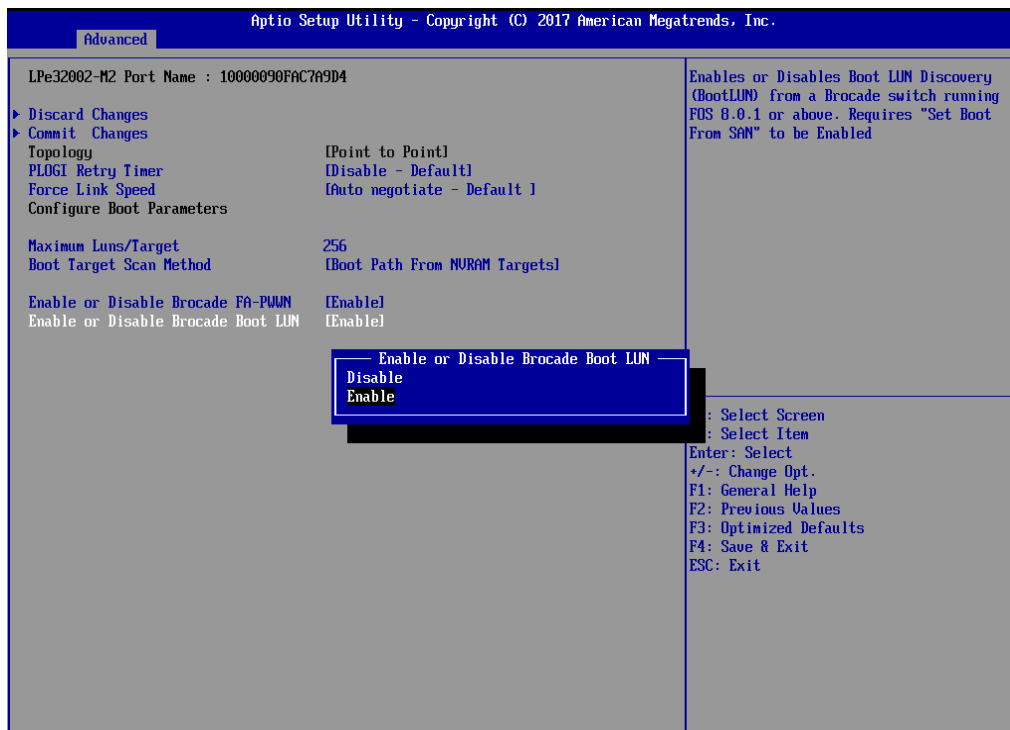 Aptio Setup Utility - Copyright (C) 2017 American Megatrends, Inc.
Advanced
LPe32002-M2 Port Name : 10000090FAC7A9D4
Discard Changes
Commit Changes
Topology [Point to Point]
PLOGI Retry Timer [Disable - Default]
Force Link Speed [Auto negotiate - Default ]
Configure Boot Parameters
Maximum Luns/Target 256
Boot Target Scan Method [Boot Path From NVRAM Targets]
Enable or Disable Brocade FA-PWWN [Enable]
Enable or Disable Brocade Boot LUN [Enable]
Enable or Disable Brocade Boot LUN
Disable
Enable
Enables or Disables Boot LUN Discovery
(BootLUN) from a Brocade switch running
FOS 8.0.1 or above. Requires "Set Boot
From SAN" to be Enabled
: Select Screen
: Select Item
Enter: Select
+/-: Change Opt.
F1: General Help
F2: Previous Values
F3: Optimized Defaults
F4: Save & Exit
ESC: Exit